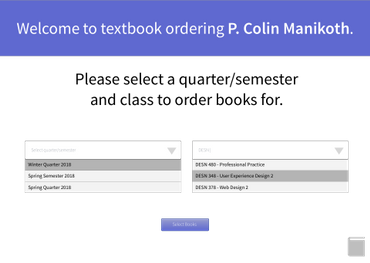 Welcome to textbook ordering P. Colin Manikoth.
Please select a quarter/semester
and class to order books for.
Select Quarter/Semester
Winter Quarter 2018
Spring Semester 2018
Spring Quarter 2018
DESN 480 - Professional Practice
DESN 346 - User Experience Design 2
DESN 378 - Web Design 2
Select Books